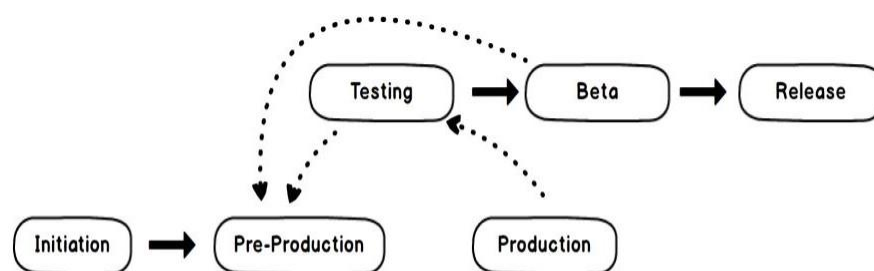 Testing
Beta
Release
Initiation
Pre-Production
Production